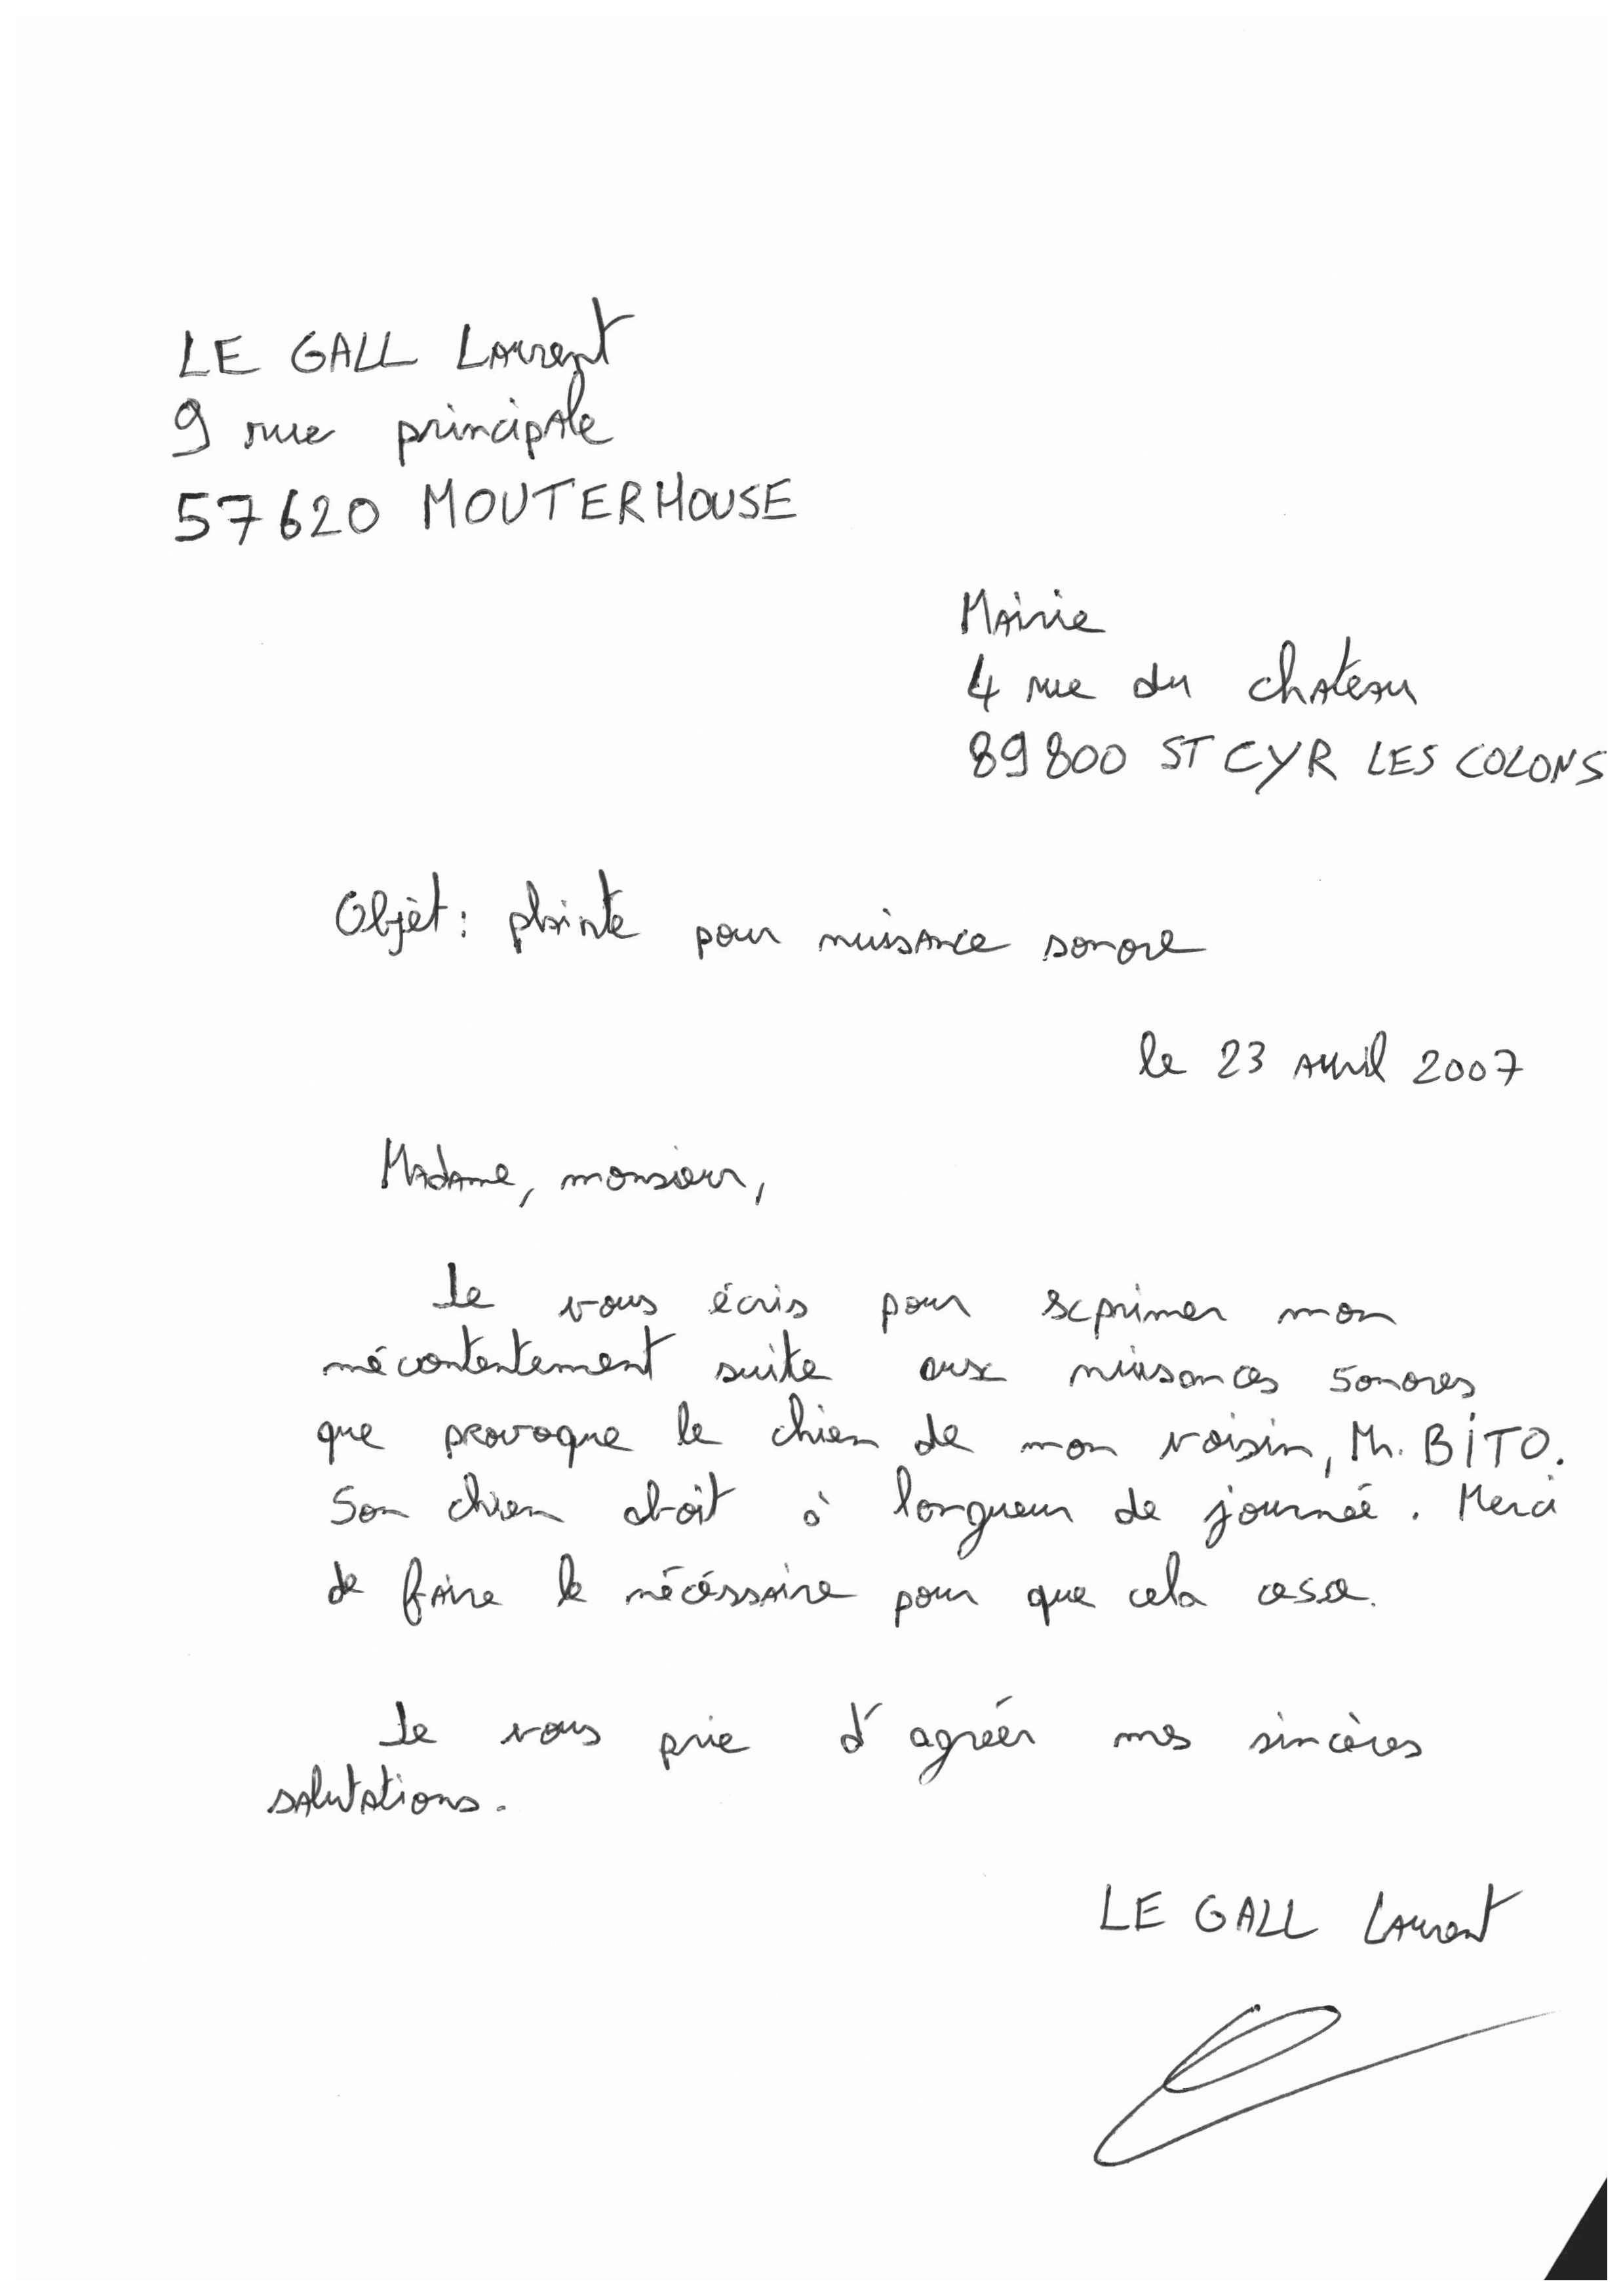 LE GALL Laurent
9 rue principale
57620 MOUTERHOUSE
Mairie
4 rue du chateau
89800 ST CYR LES COLONS
Objèt : plainte pour nuisance sonore
le 23 avril 2007
Madame, monsieur,
Je vous écris pour exprimer mon
mécontentement suite aux nuisances sonores
que provoque le chien de mon voisin, Mr. BITO.
Son chien aboit à longueur de journée . Merci
de faire le nécéssaire pour que cela cesse.
Je vous prie d'agréér mes sincères
salutations.
LE GALL Laurent